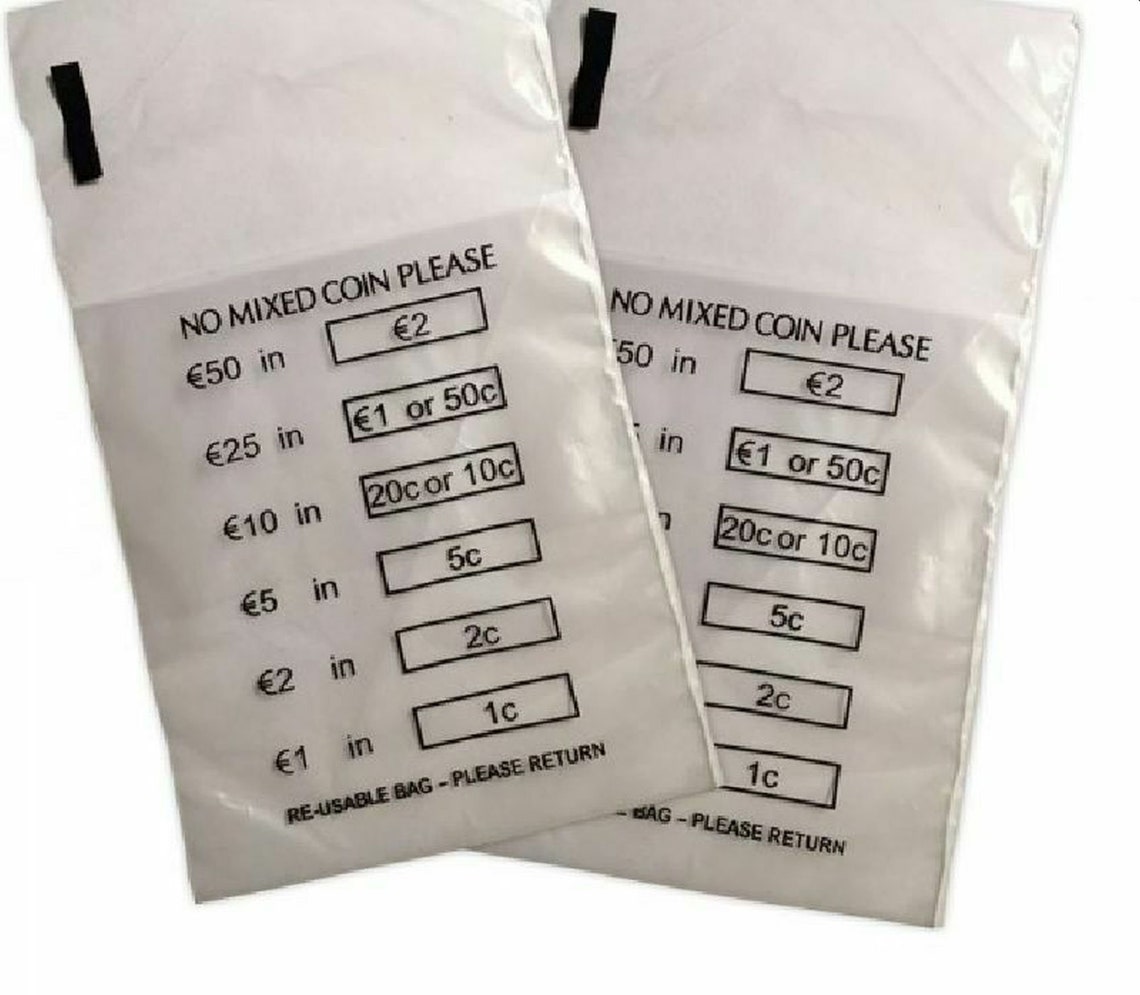 NO MIXED COIN PLEASE
€50 in €2
€25 in €1 or 50c
€10 in 20c or 10c
€5 in 5c
€2 in 2c
€1 in 1c
RE-USABLE BAG - PLEASE RETURN
NO MIXED COIN PLEASE
50 in €2
in €1 or 50c
20c or 10c
5c
2c
1c
BAG - PLEASE RETURN